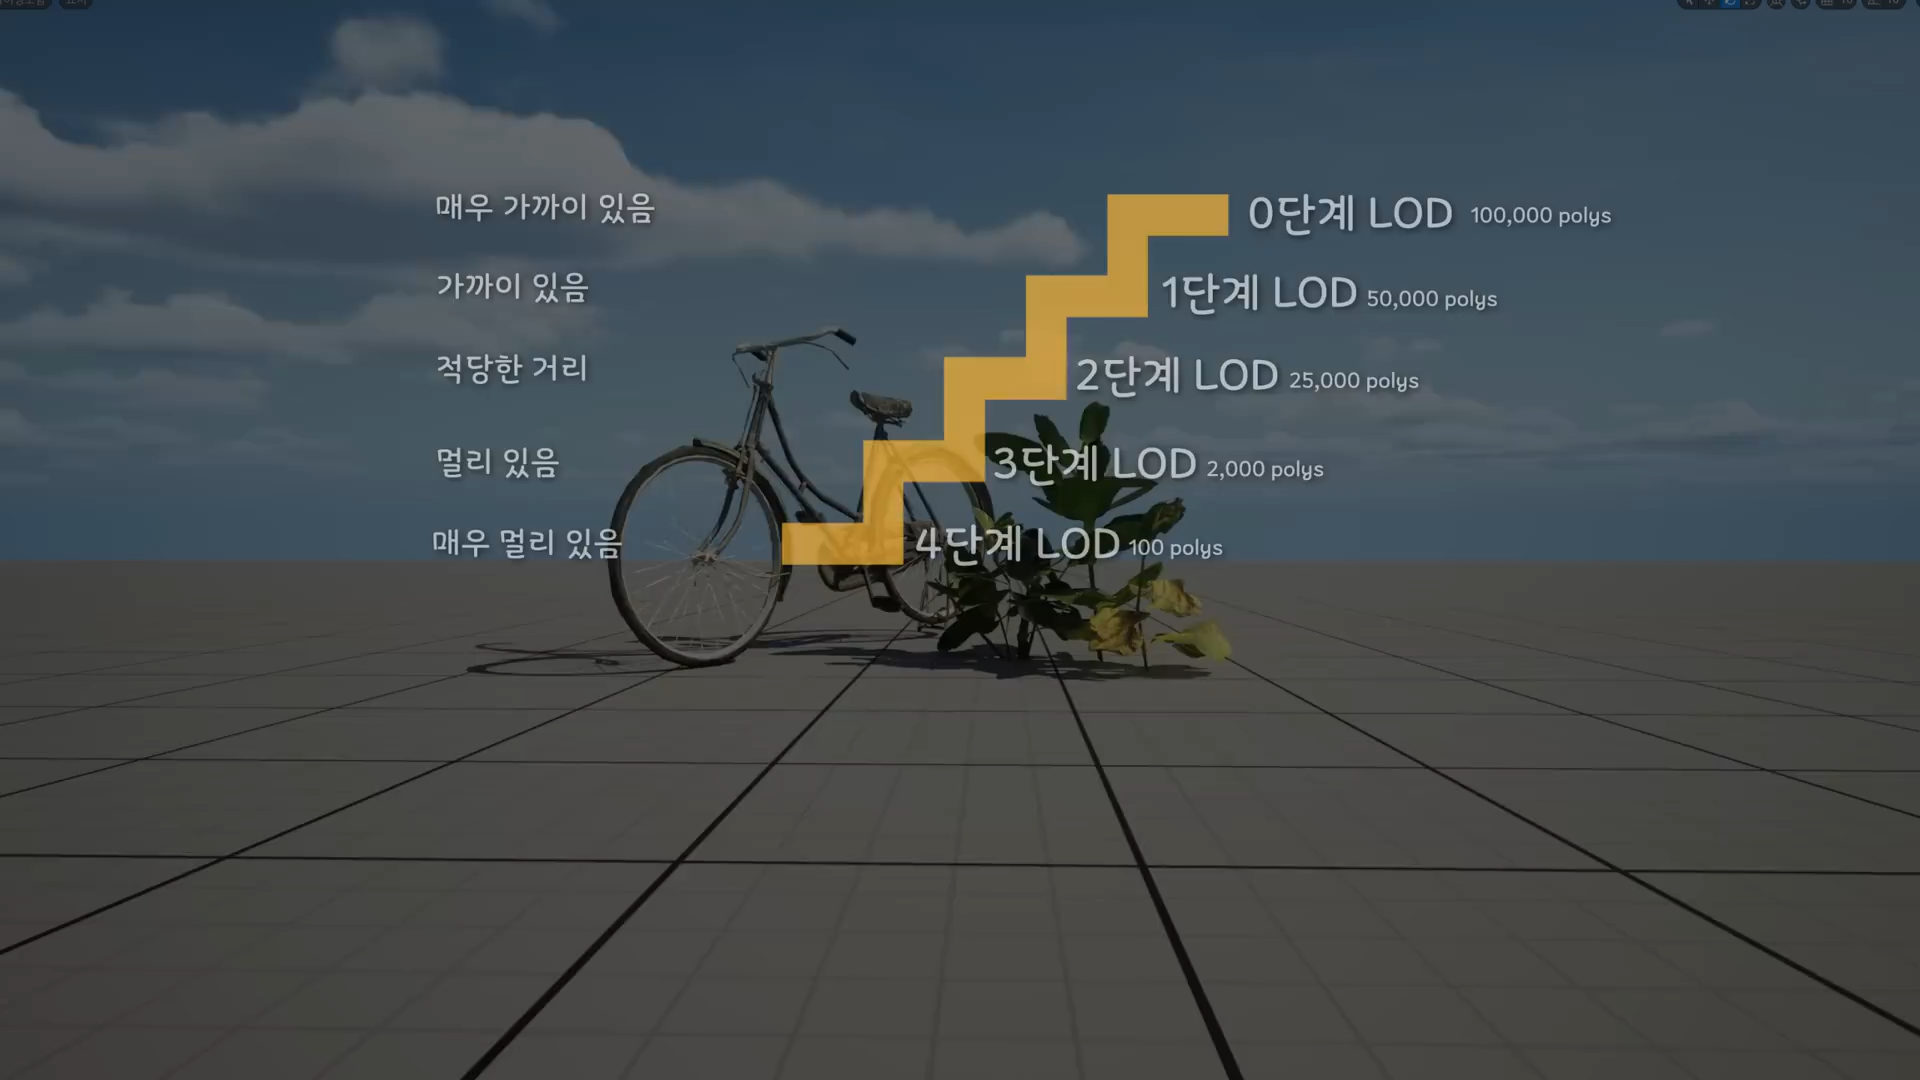 매우 가까이 있음 0단계 LOD 100,000 polys
가까이 있음 1단계 LOD 50,000 polys
적당한 거리 2단계 LOD 25,000 polys
멀리 있음 3단계 LOD 2,000 polys
매우 멀리 있음 4단계 LOD 100 polys